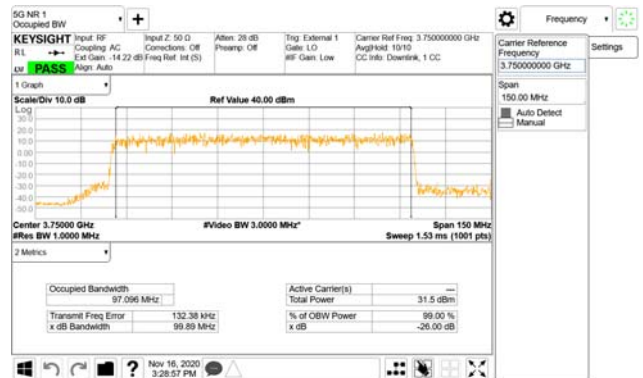 5G NR 1
Occupied BW
Frequency
KEYSIGHT Input: RF Input Z: 50 Ω Atten: 28 dB Trig: External 1 Carrier Ref Freq: 3.750000000 GHz
RL Coupling: AC Corrections: Off Preamp: Off Gate: LO Avg|Hold: 10/10
Ext Gain: -14.22 dB Freq Ref: Int (S) #IF Gain: Low CC Info: Downlink, 1 CC
PASS Align: Auto
Carrier Reference
Frequency
3.750000000 GHz
Settings
Span
150.00 MHz
Auto Detect
Manual
1 Graph
Scale/Div 10.0 dB Ref Value 40.00 dBm
Log
30.0
20.0
10.0
0.00
-10.0
-20.0
-30.0
-40.0
-50.0
Center 3.75000 GHz #Video BW 3.0000 MHz* Span 150 MHz
#Res BW 1.0000 MHz Sweep 1.53 ms (1001 pts)
2 Metrics
Occupied Bandwidth
97.096 MHz
Transmit Freq Error 132.38 kHz
x dB Bandwidth 99.89 MHz
Active Carrier(s) ---
Total Power 31.5 dBm
% of OBW Power 99.00 %
x dB -26.00 dB
Nov 16, 2020
3:28:57 PM